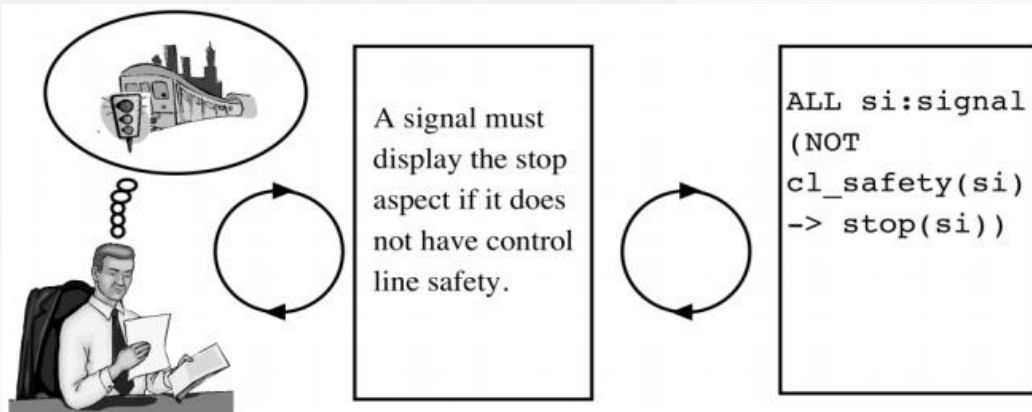 A signal must
display the stop
aspect if it does
not have control
line safety.
ALL si:signal
(NOT
cl_safety(si)
-> stop(si))